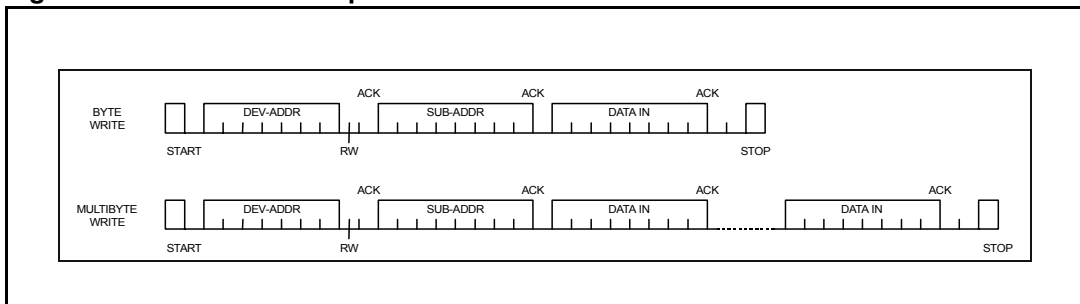 ACK ACK ACK
BYTE
WRITE
DEV-ADDR SUB-ADDR DATA IN
START RW STOP
ACK ACK ACK ACK
MULTIBYTE
WRITE
DEV-ADDR SUB-ADDR DATA IN DATA IN
START RW STOP